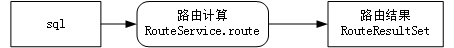 sql
路由计算
RouteService.route
路由结果
RouteResultSet